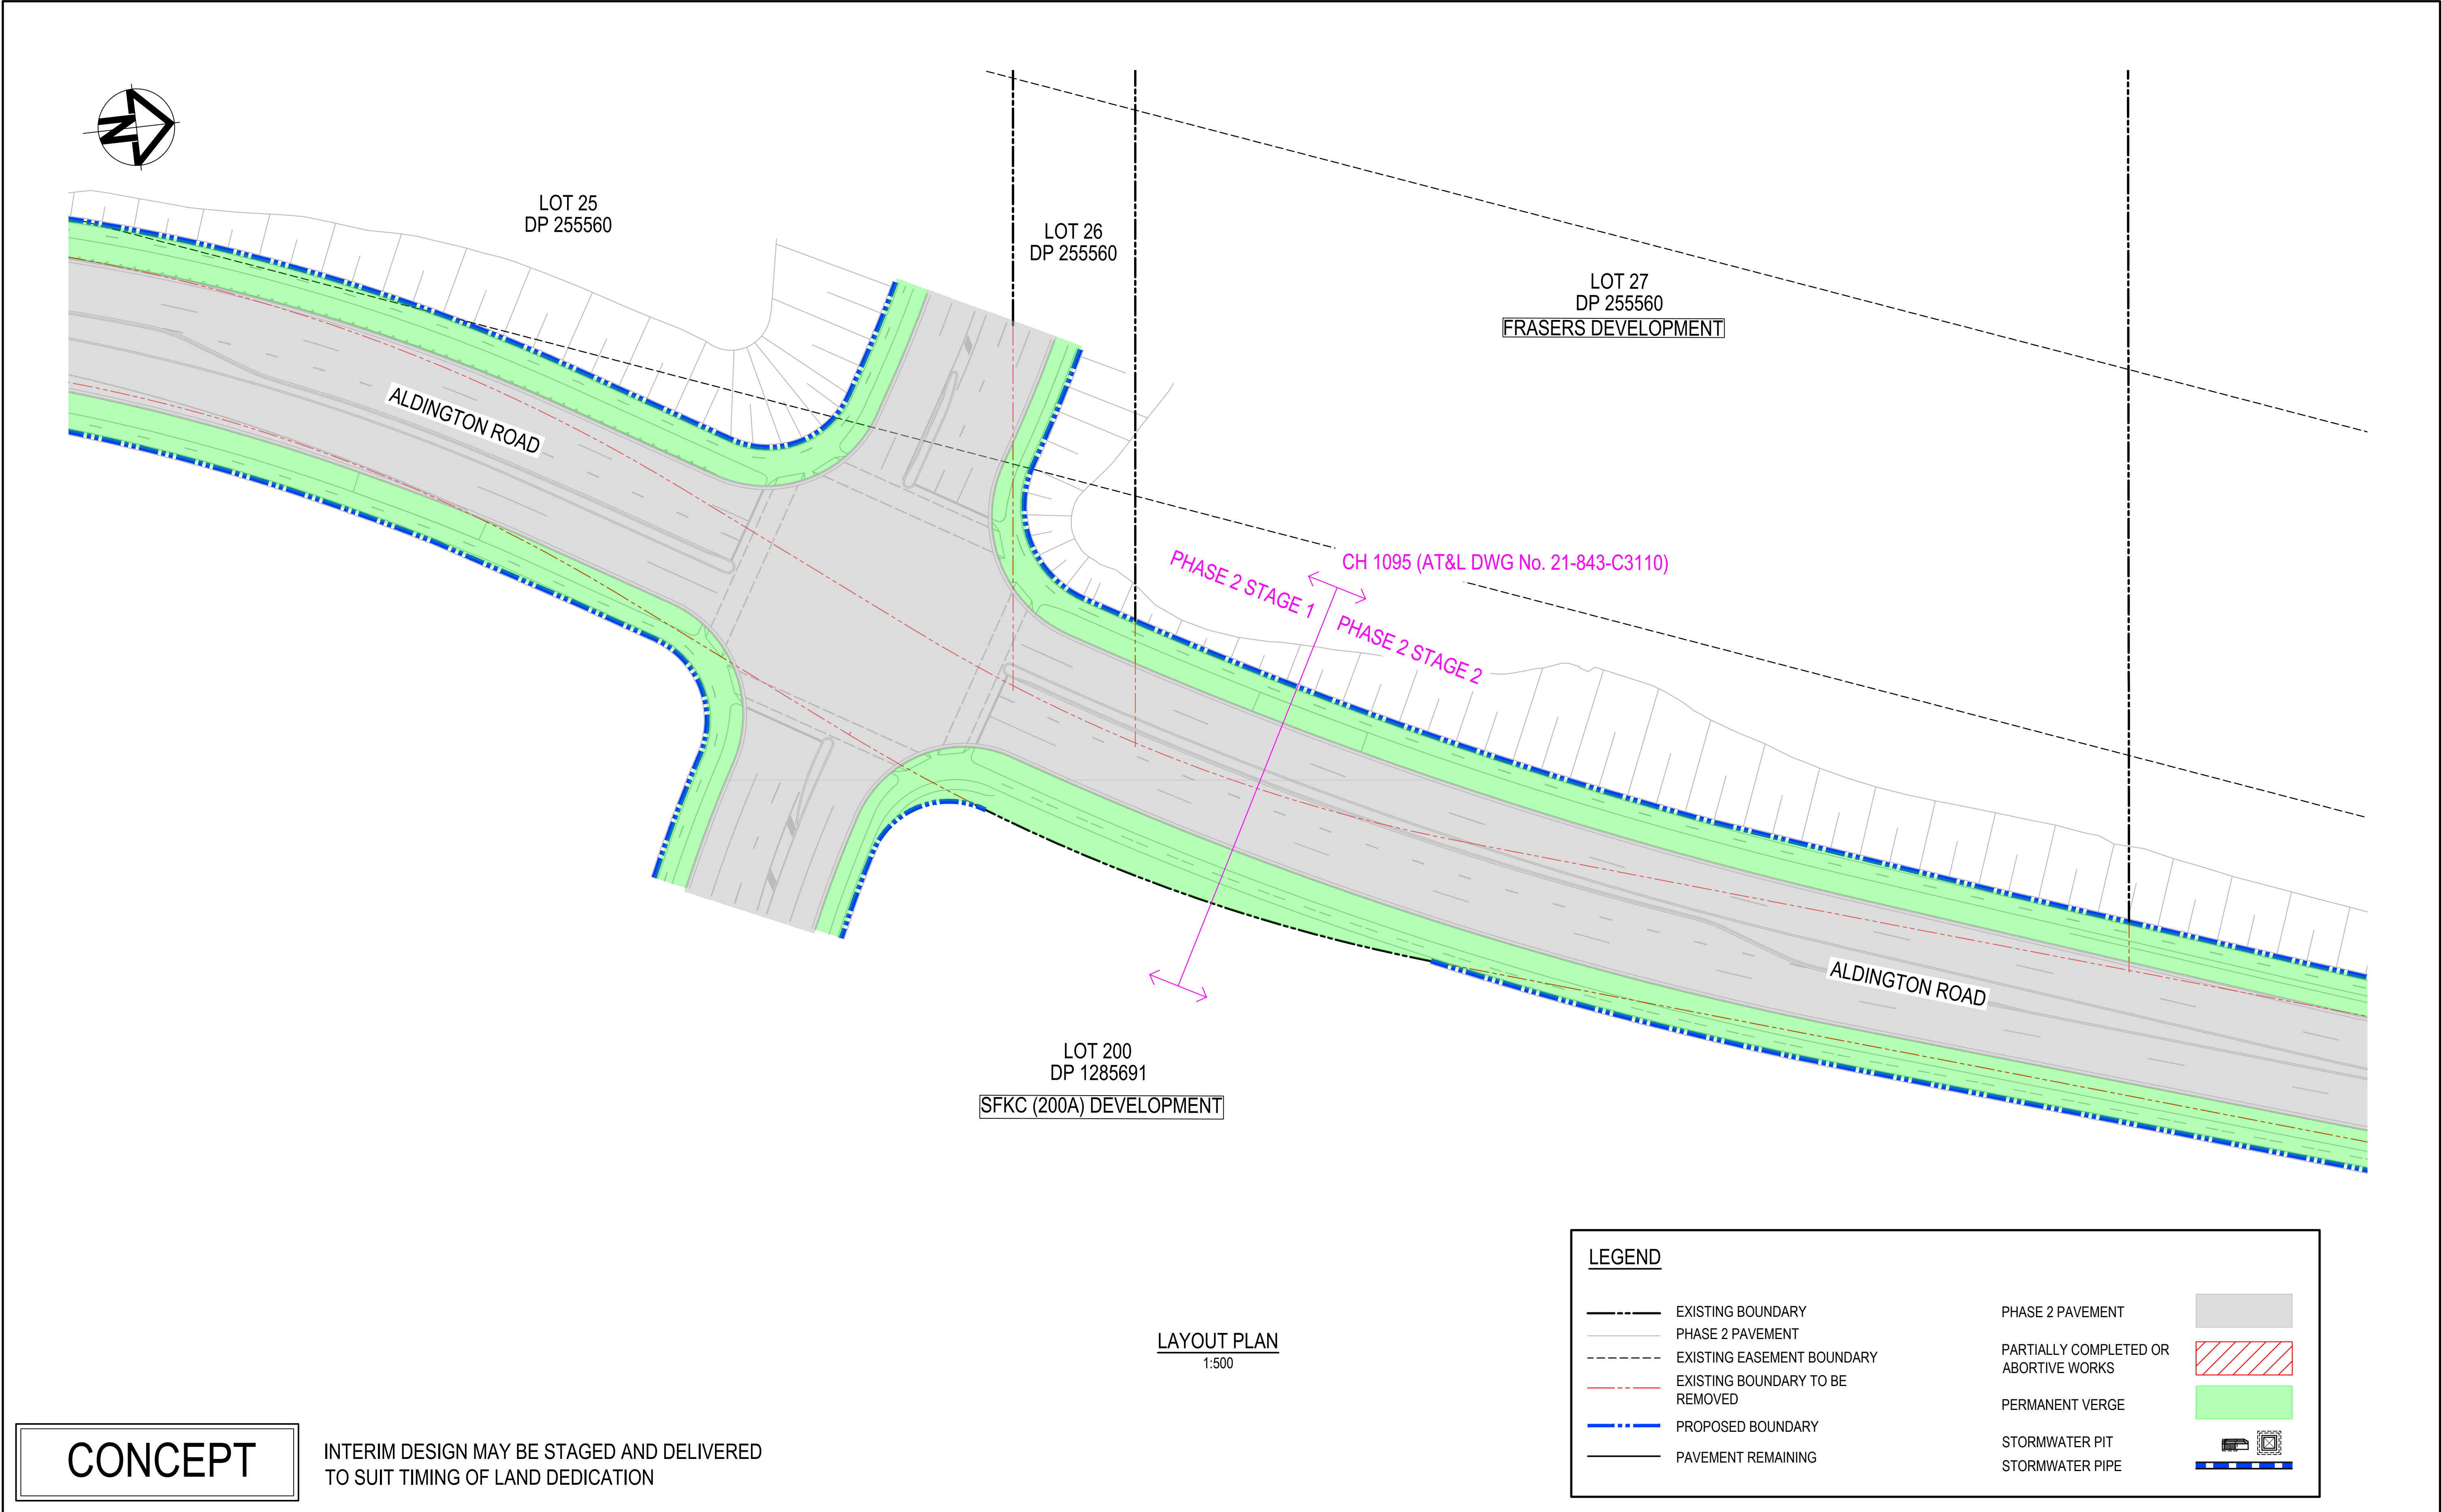 N
LOT 25
DP 255560
LOT 26
DP 255560
LOT 27
DP 255560
FRASERS DEVELOPMENT
ALDINGTON ROAD
CH 1095 (AT&L DWG No. 21-843-C3110)
PHASE 2 STAGE 1
PHASE 2 STAGE 2
ALDINGTON ROAD
LOT 200
DP 1285691
SFKC (200A) DEVELOPMENT
LAYOUT PLAN
1:500
LEGEND
EXISTING BOUNDARY
PHASE 2 PAVEMENT
EXISTING EASEMENT BOUNDARY
EXISTING BOUNDARY TO BE
REMOVED
PROPOSED BOUNDARY
PAVEMENT REMAINING
PHASE 2 PAVEMENT
PARTIALLY COMPLETED OR
ABORTIVE WORKS
PERMANENT VERGE
STORMWATER PIT
STORMWATER PIPE
CONCEPT
INTERIM DESIGN MAY BE STAGED AND DELIVERED
TO SUIT TIMING OF LAND DEDICATION